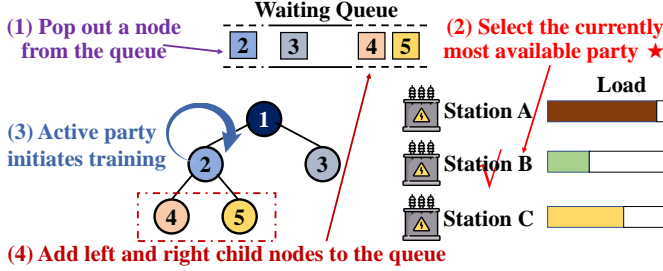 Waiting Queue
(1) Pop out a node
from the queue
2
3
4
5
(2) Select the currently
most available party ★
Load
Station A
Station B
Station C
(3) Active party
initiates training
1
2
3
4
5
(4) Add left and right child nodes to the queue